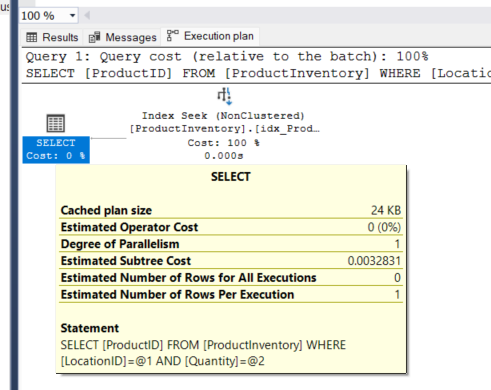 us
100 %
Results Messages Execution plan
Query 1: Query cost (relative to the batch): 100%
SELECT [ProductID] FROM [ProductInventory] WHERE [Locatio
Index Seek (NonClustered)
[ProductInventory].[idx_Prod…
SELECT
Cost: 0 %
Cost: 100 %
0.000s
SELECT
Cached plan size 24 KB
Estimated Operator Cost 0 (0%)
Degree of Parallelism 1
Estimated Subtree Cost 0.0032831
Estimated Number of Rows for All Executions 0
Estimated Number of Rows Per Execution 1
Statement
SELECT [ProductID] FROM [ProductInventory] WHERE
[LocationID]=@1 AND [Quantity]=@2